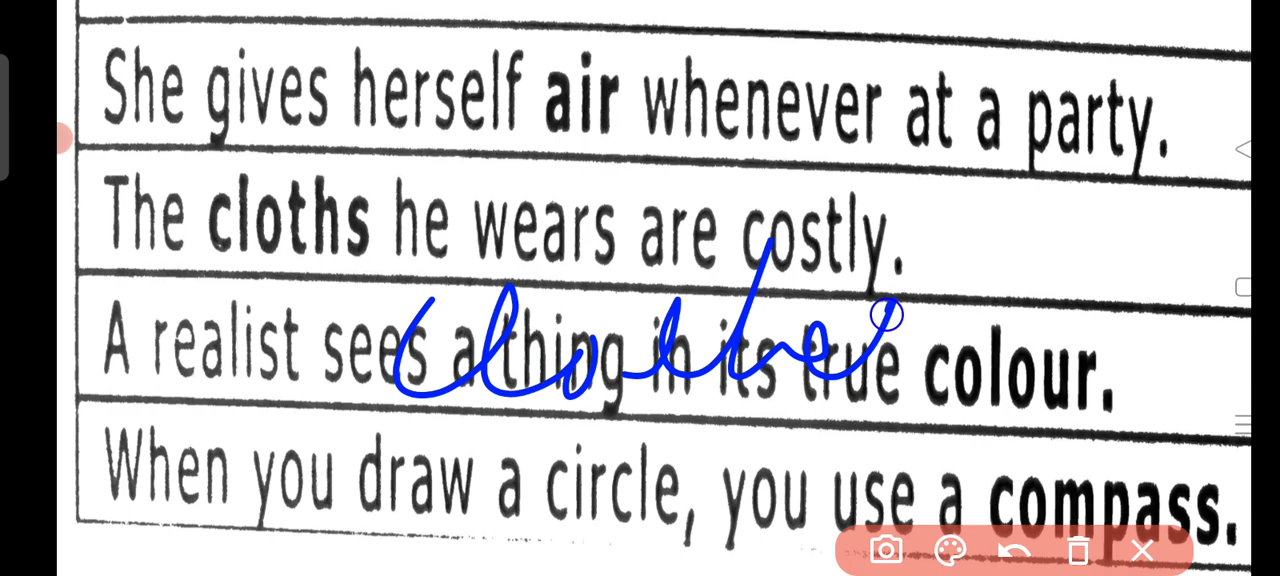 She gives herself air whenever at a party.
The cloths he wears are costly.
A realist sees a thing in its true colour.
clothe
When you draw a circle, you use a compass.